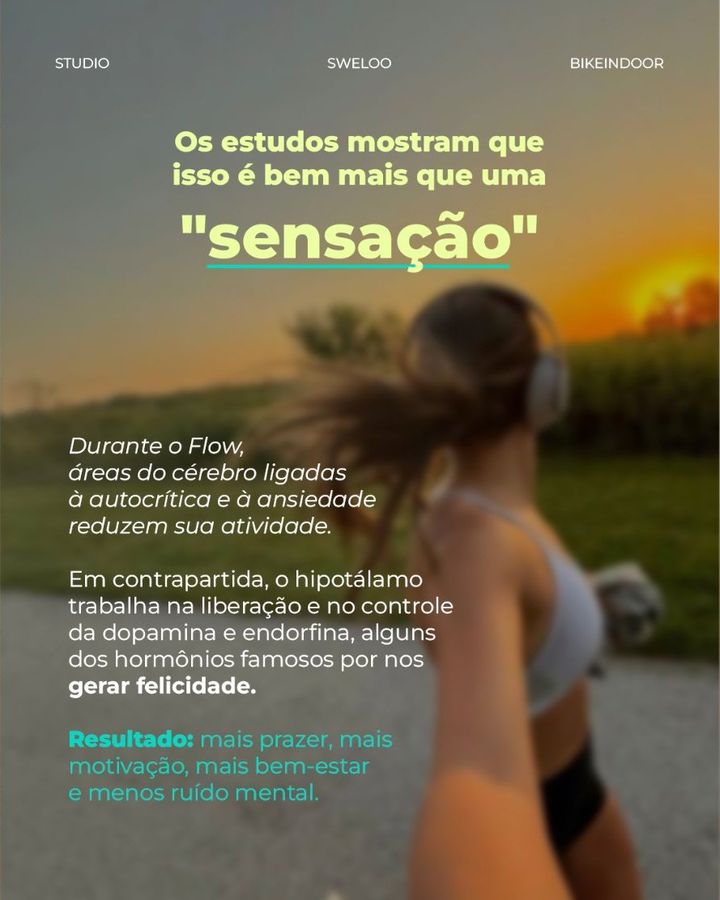 STUDIO SWELOO BIKEINDOOR
Os estudos mostram que
isso é bem mais que uma
"sensação"
Durante o Flow,
áreas do cérebro ligadas
à autocrítica e à ansiedade
reduzem sua atividade.
Em contrapartida, o hipotálamo
trabalha na liberação e no controle
da dopamina e endorfina, alguns
dos hormônios famosos por nos
gerar felicidade.
Resultado: mais prazer, mais
motivação, mais bem-estar
e menos ruído mental.